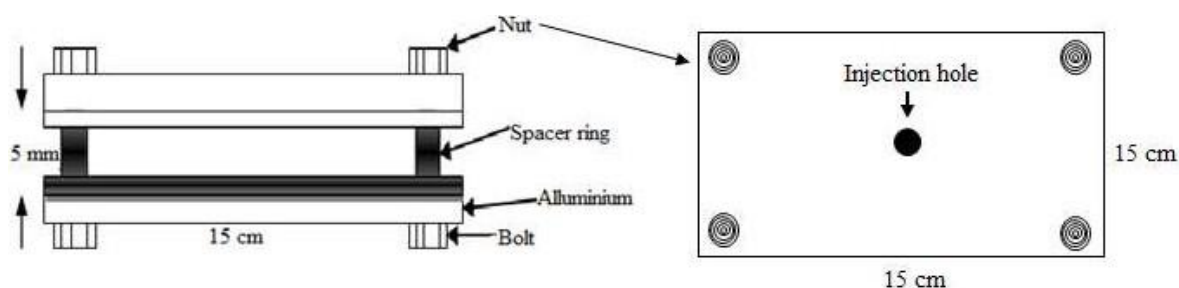 Nut
Injection hole
Spacer ring
5 mm
15 cm
Alluminium
15 cm
Bolt
15 cm